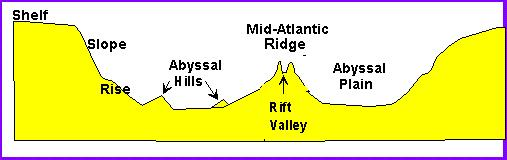 Shelf
Slope
Rise
Abyssal
Hills
Mid-Atlantic
Ridge
Rift
Valley
Abyssal
Plain